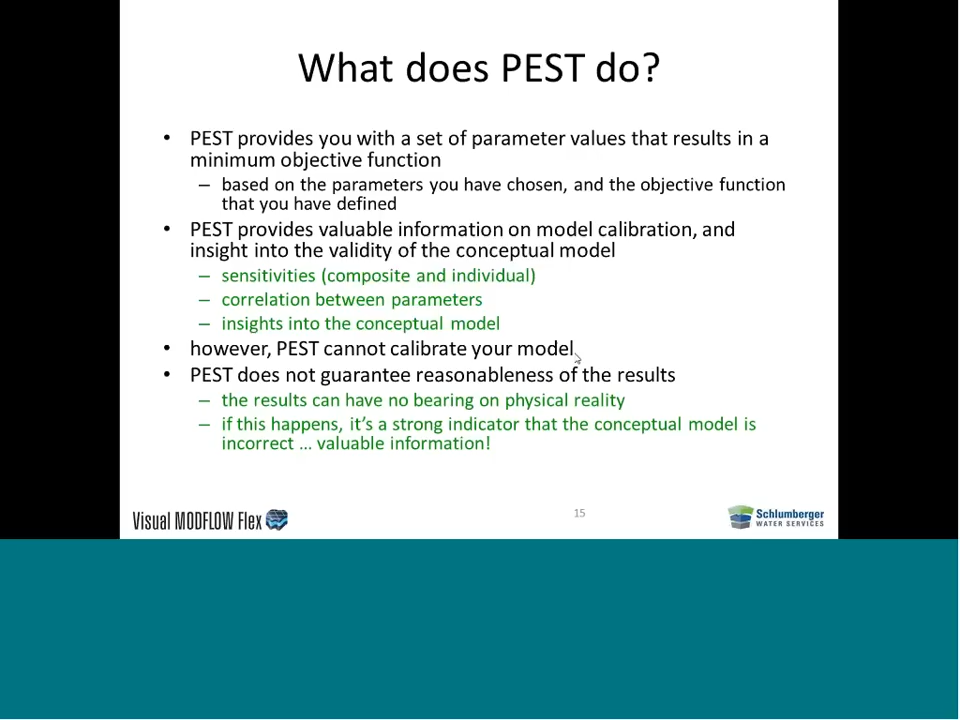 What does PEST do?
• PEST provides you with a set of parameter values that results in a
minimum objective function
– based on the parameters you have chosen, and the objective function
that you have defined
• PEST provides valuable information on model calibration, and
insight into the validity of the conceptual model
– sensitivities (composite and individual)
– correlation between parameters
– insights into the conceptual model
• however, PEST cannot calibrate your model
• PEST does not guarantee reasonableness of the results
– the results can have no bearing on physical reality
– if this happens, it’s a strong indicator that the conceptual model is
incorrect … valuable information!
Visual MODFLOW Flex
15
Schlumberger
WATER SERVICES